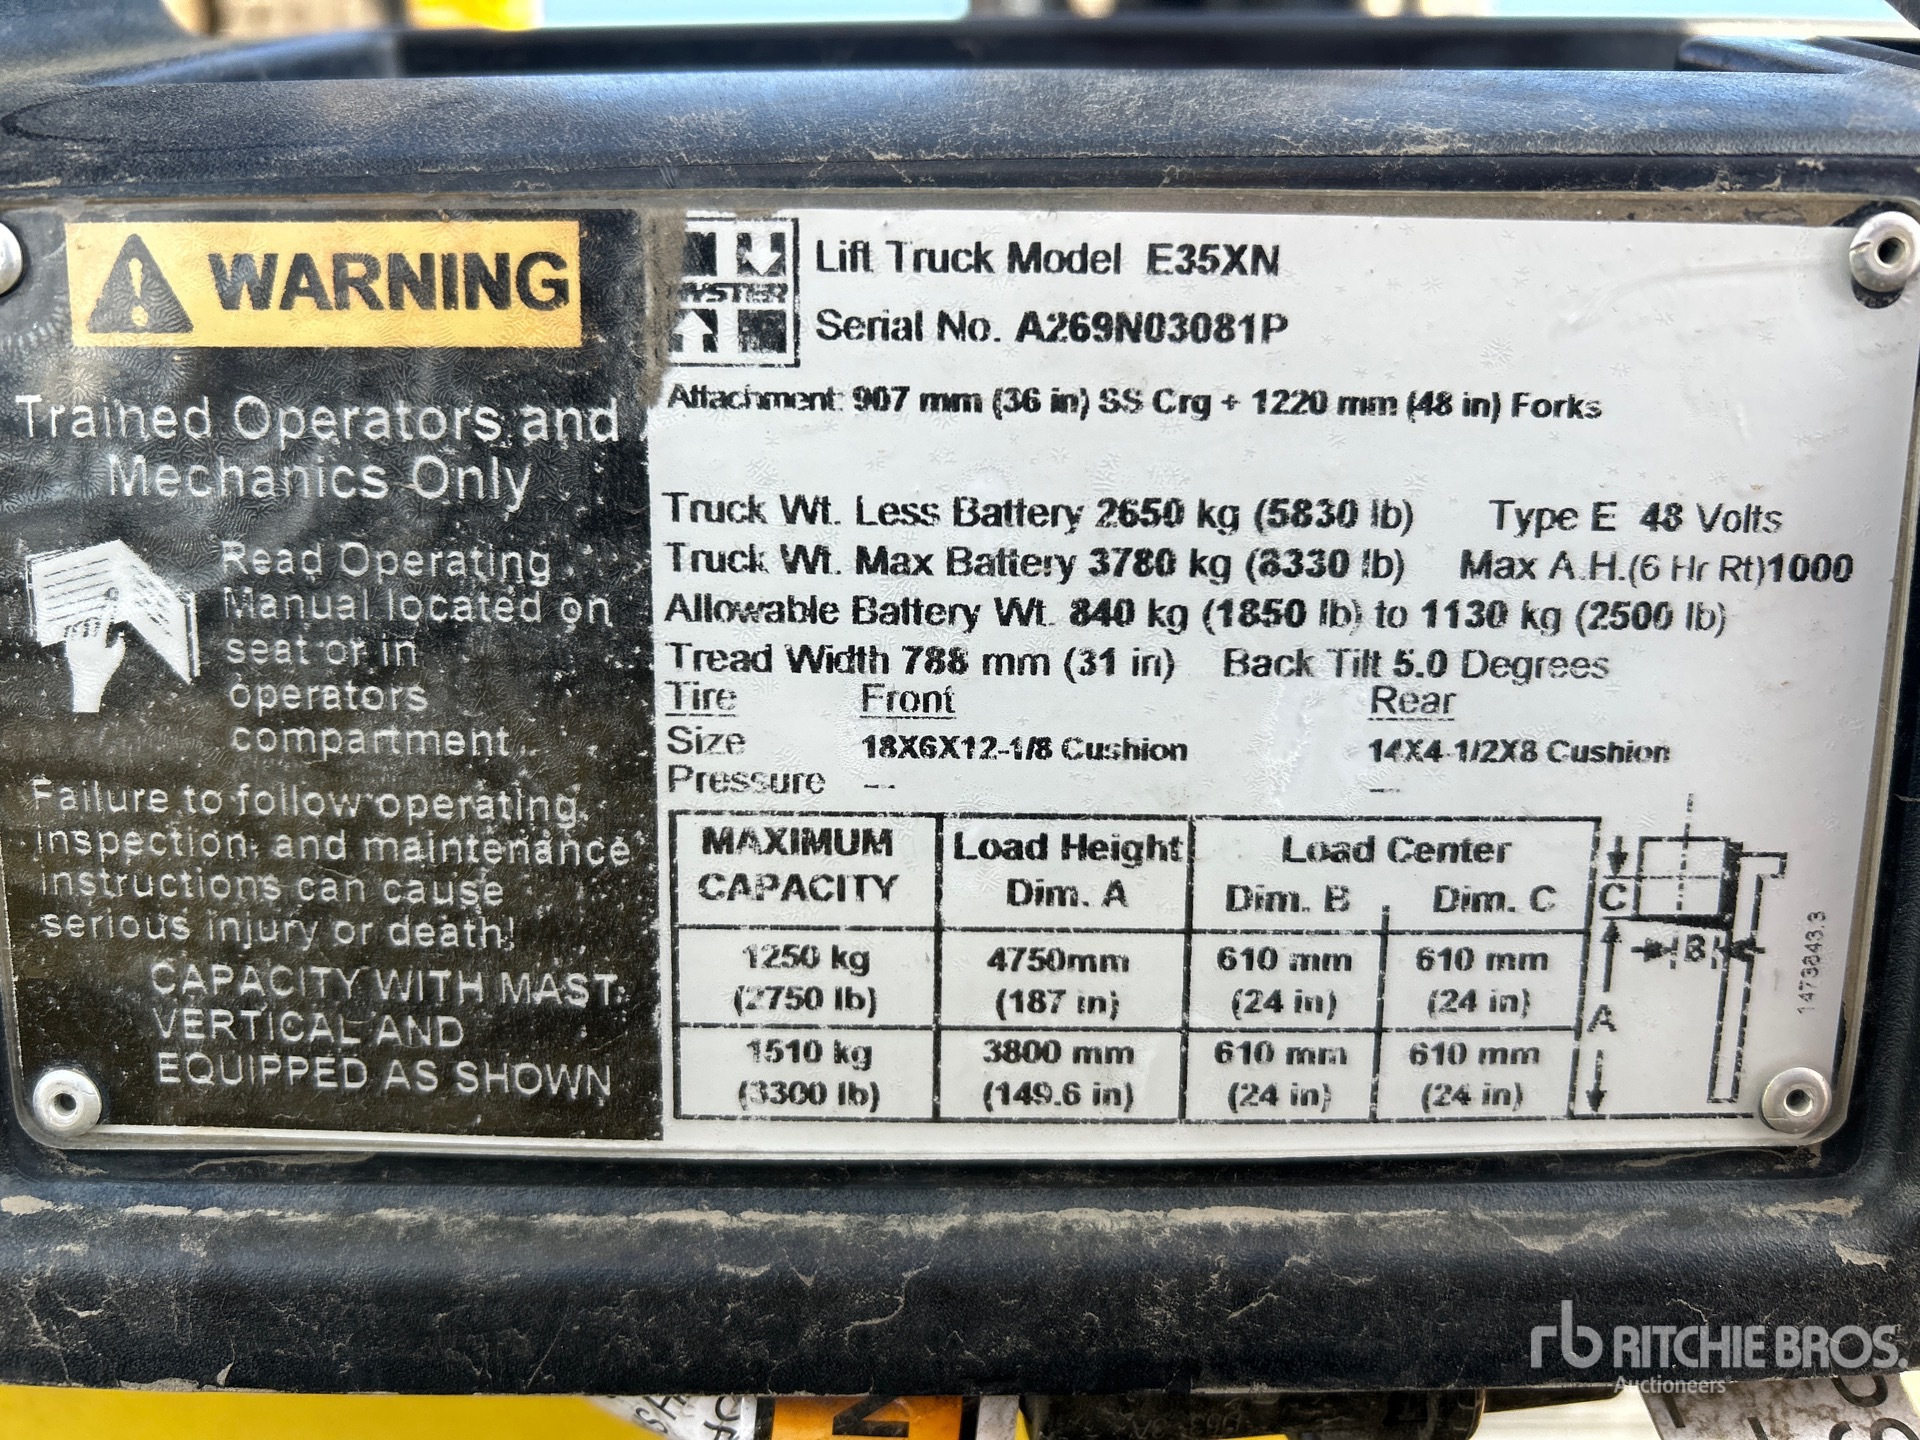 WARNING
Trained Operators and
Mechanics Only
Read Operating
Manual located on
seat or in
operators
compartment
Failure to follow operating,
inspection and maintenance
instructions can cause
serious injury or death!
CAPACITY WITH MAST
VERTICAL AND
EQUIPPED AS SHOWN
HYSTER
Lift Truck Model E35XN
Serial No. A269N03081P
Attachment: 907 mm (36 in) SS Crg + 1220 mm (48 in) Forks
Truck Wt. Less Battery 2650 kg (5830 lb) Type E 48 Volts
Truck Wt. Max Battery 3780 kg (8330 lb) Max A.H.(6 Hr Rt)1000
Allowable Battery Wt. 840 kg (1850 lb) to 1130 kg (2500 lb)
Tread Width 788 mm (31 in) Back Tilt 5.0 Degrees
Tire Front Rear
Size 18X6X12-1/8 Cushion 14X4-1/2X8 Cushion
Pressure -- --
MAXIMUM Load Height Load Center
CAPACITY Dim. A Dim. B Dim. C
1250 kg 4750mm 610 mm 610 mm
(2750 lb) (187 in) (24 in) (24 in)
1510 kg 3800 mm 610 mm 610 mm
(3300 lb) (149.6 in) (24 in) (24 in)
C
B
A
1473843.3
rb RITCHIE BROS.
Auctioneers